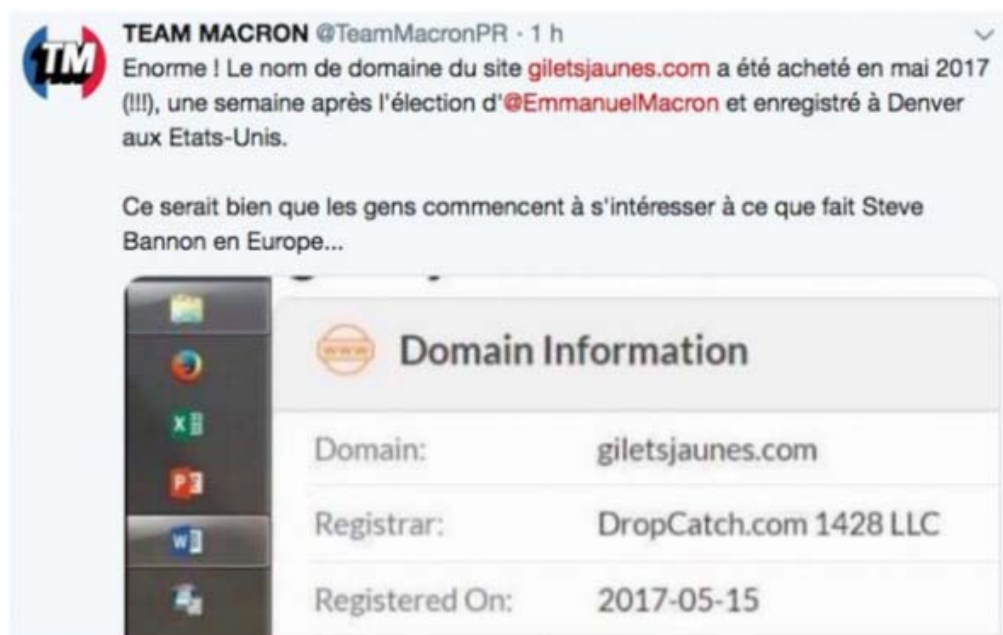 TM
TEAM MACRON @TeamMacronPR · 1 h
Enorme ! Le nom de domaine du site giletsjaunes.com a été acheté en mai 2017
(!!!), une semaine après l'élection d'@EmmanuelMacron et enregistré à Denver
aux Etats-Unis.
Ce serait bien que les gens commencent à s'intéresser à ce que fait Steve
Bannon en Europe...
www
Domain Information
Domain: giletsjaunes.com
Registrar: DropCatch.com 1428 LLC
Registered On: 2017-05-15